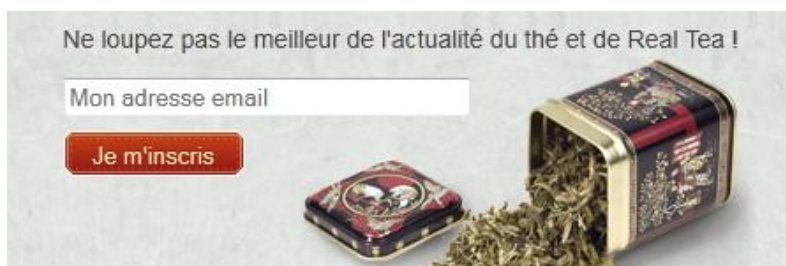 Ne loupez pas le meilleur de l'actualité du thé et de Real Tea !
Mon adresse email
Je m'inscris